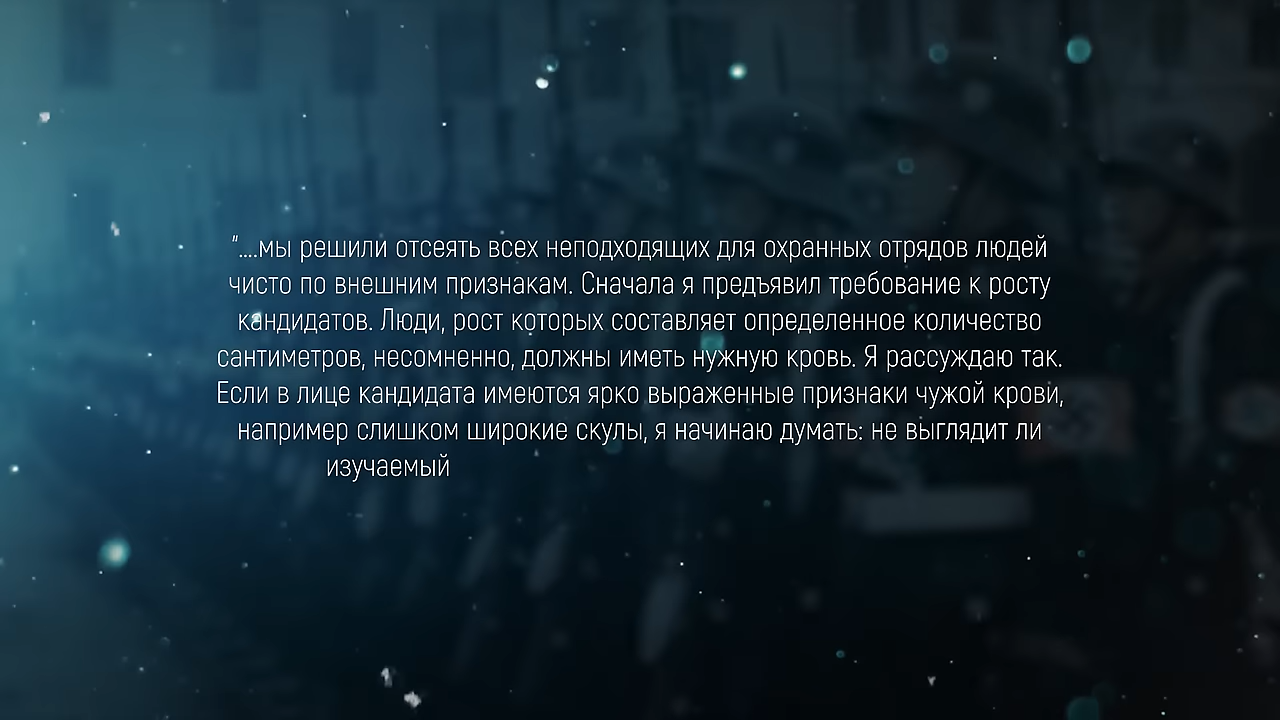 "....мы решили отсеять всех неподходящих для охранных отрядов людей
чисто по внешним признакам. Сначала я предъявил требование к росту
кандидатов. Люди, рост которых составляет определенное количество
сантиметров, несомненно, должны иметь нужную кровь. Я рассуждаю так.
Если в лице кандидата имеются ярко выраженные признаки чужой крови,
например слишком широкие скулы, я начинаю думать: не выглядит ли
изучаемый